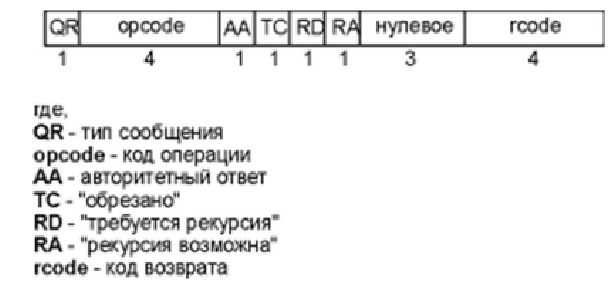 QR opcode AA TC RD RA нулевое rcode
1 4 1 1 1 1 3 4
где,
QR - тип сообщения
opcode - код операции
AA - авторитетный ответ
TC - "обрезано"
RD - "требуется рекурсия"
RA - "рекурсия возможна"
rcode - код возврата